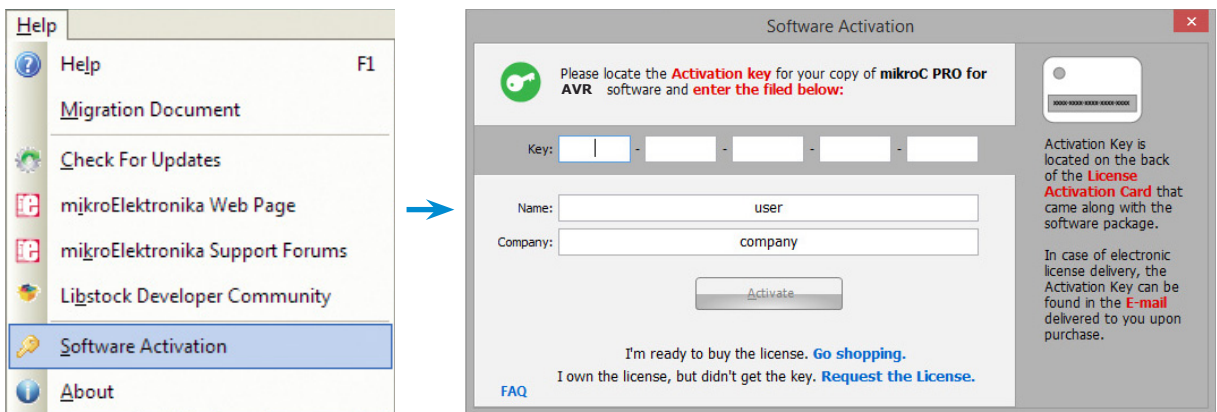 Help
Help F1
Migration Document
Check For Updates
mikroElektronika Web Page
mikroElektronika Support Forums
Libstock Developer Community
Software Activation
About
Software Activation
Please locate the Activation key for your copy of mikroC PRO for
AVR software and enter the filed below:
Key: - - - -
Name: user
Company: company
Activate
I'm ready to buy the license. Go shopping.
I own the license, but didn't get the key. Request the License.
FAQ
XXXX-XXXX-XXXX-XXXX-XXXX
Activation Key is
located on the back
of the License
Activation Card that
came along with the
software package.
In case of electronic
license delivery, the
Activation Key can be
found in the E-mail
delivered to you upon
purchase.